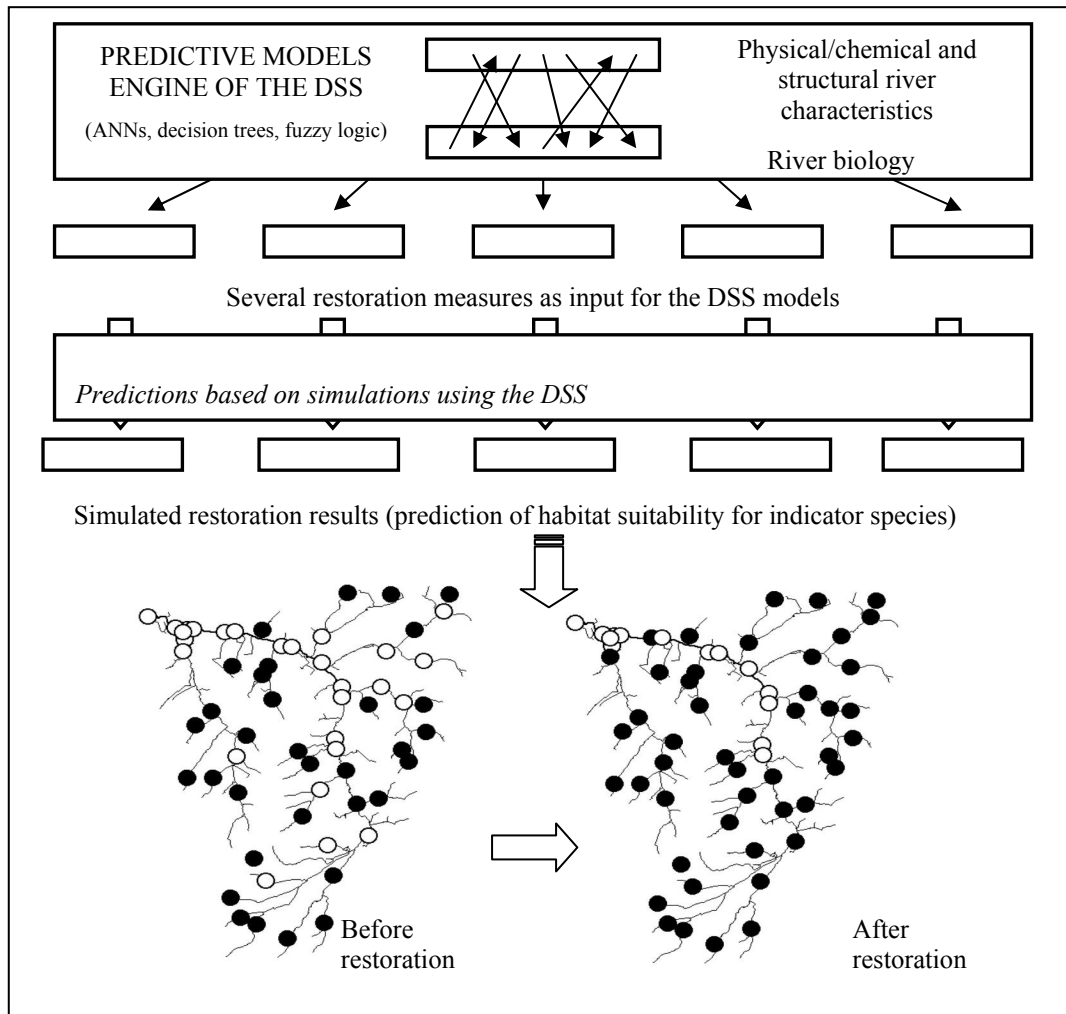 PREDICTIVE MODELS
ENGINE OF THE DSS
(ANNs, decision trees, fuzzy logic)
Physical/chemical and
structural river
characteristics
River biology
Several restoration measures as input for the DSS models
Predictions based on simulations using the DSS
Simulated restoration results (prediction of habitat suitability for indicator species)
Before
restoration
After
restoration